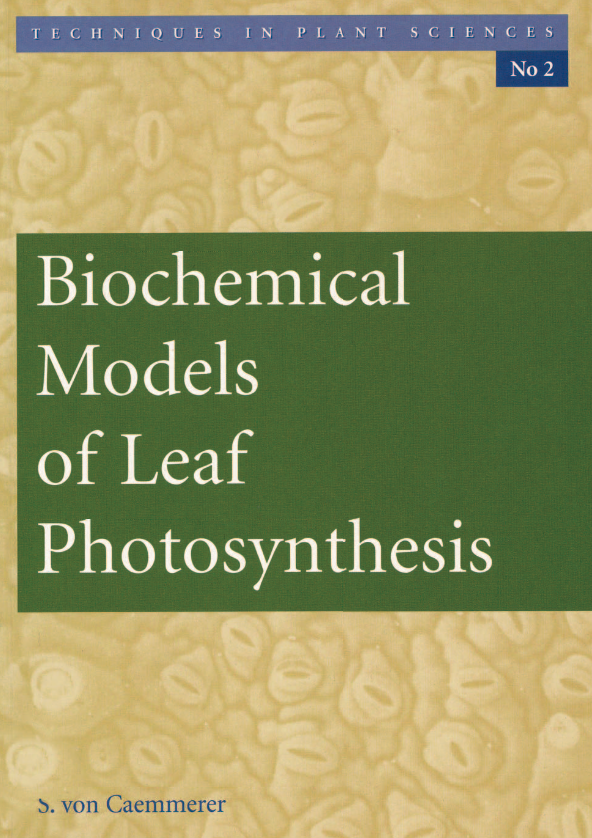 TECHNIQUES IN PLANT SCIENCES
No 2
Biochemical
Models
of Leaf
Photosynthesis
S. von Caemmerer